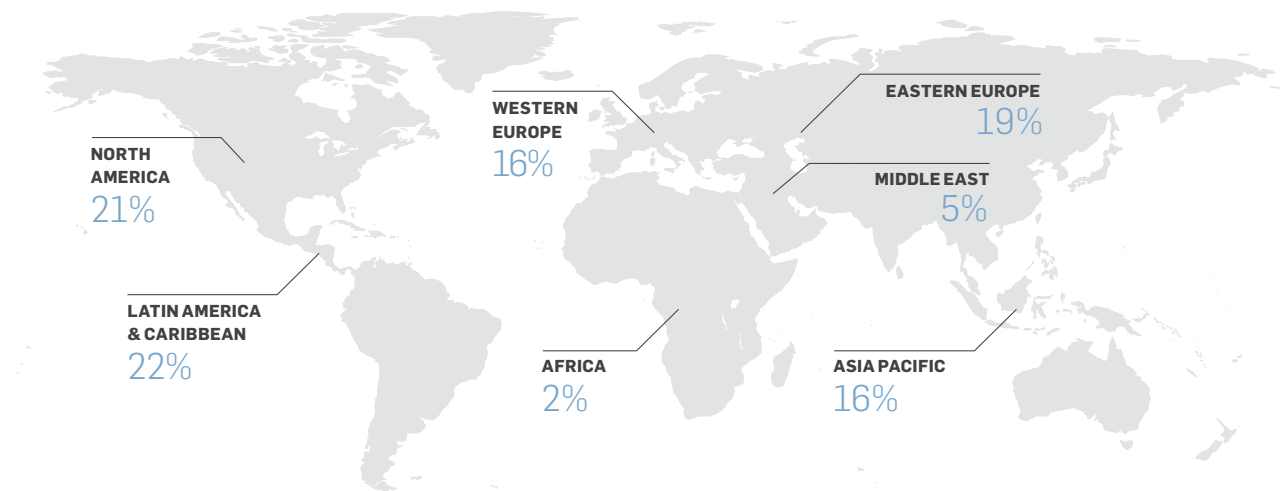 NORTH
AMERICA
21%
LATIN AMERICA
& CARIBBEAN
22%
WESTERN
EUROPE
16%
AFRICA
2%
EASTERN EUROPE
19%
MIDDLE EAST
5%
ASIA PACIFIC
16%